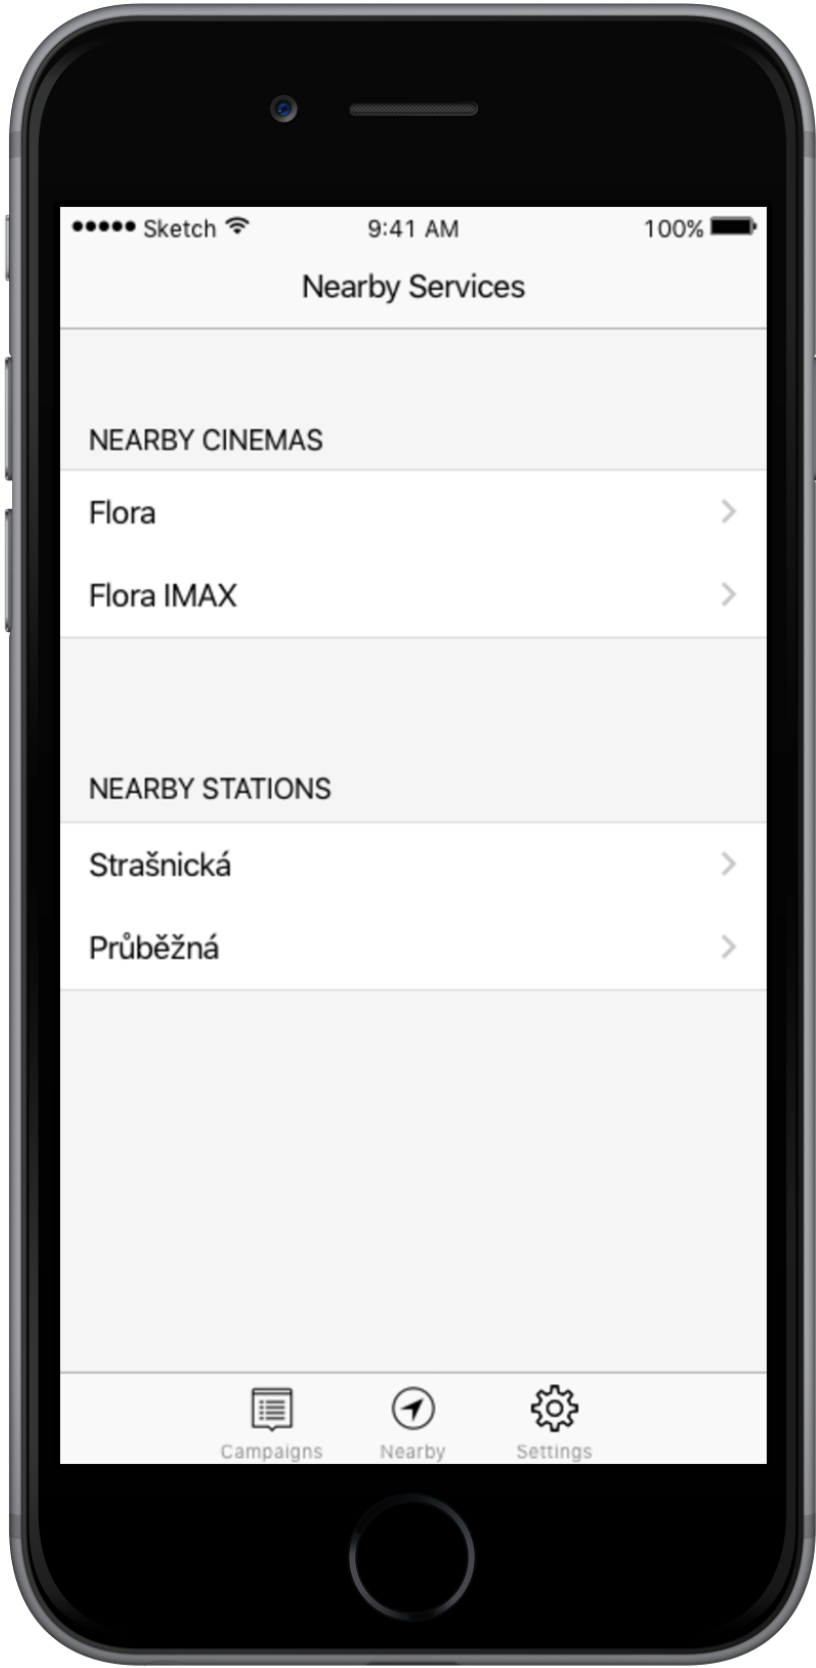 Sketch 9:41 AM 100%
Nearby Services
NEARBY CINEMAS
Flora
Flora IMAX
NEARBY STATIONS
Strašnická
Průběžná
Campaigns Nearby Settings